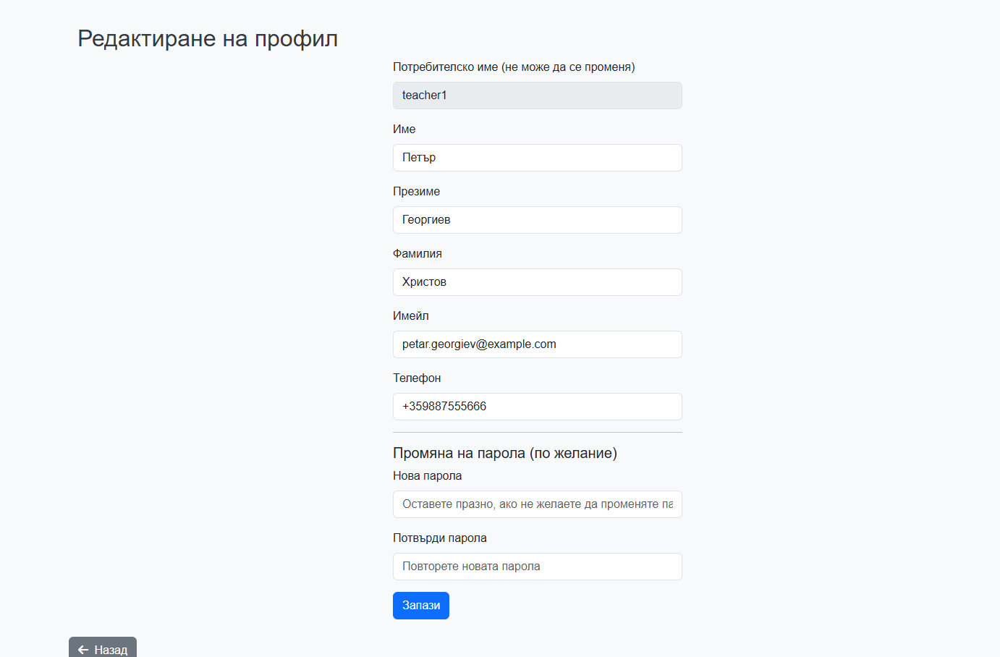 Редактиране на профил
Потребителско име (не може да се променя)
teacher1
Име
Петър
Презиме
Георгиев
Фамилия
Христов
Имейл
petar.georgiev@example.com
Телефон
+359887555666
Промяна на парола (по желание)
Нова парола
Оставете празно, ако не желаете да променяте па
Потвърди парола
Повторете новата парола
Запази
Назад